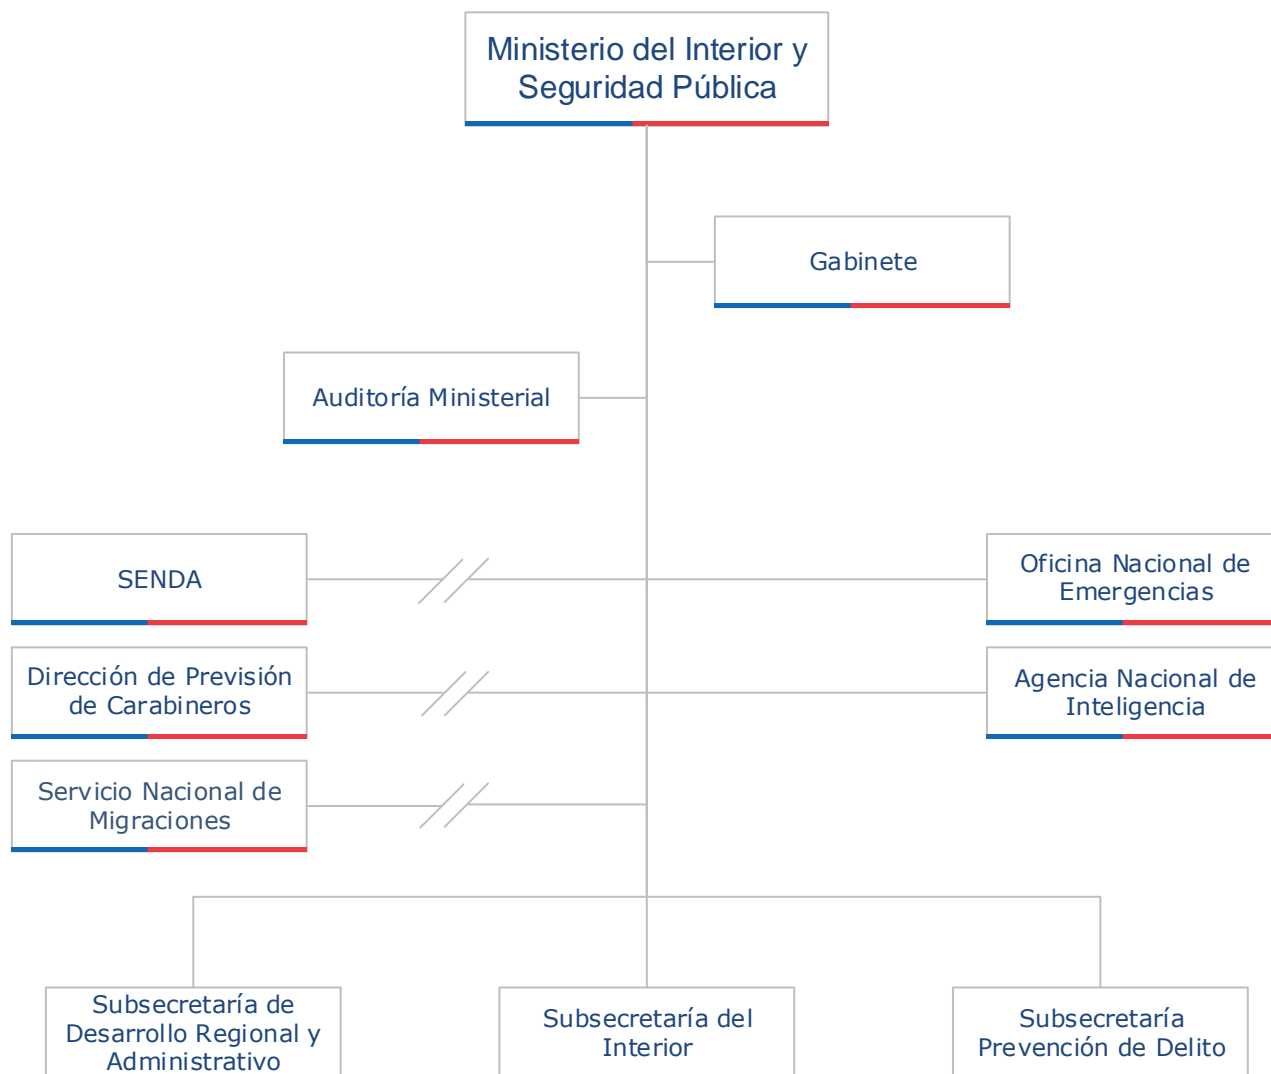 Ministerio del Interior y
Seguridad Pública
Gabinete
Auditoría Ministerial
SENDA
Oficina Nacional de
Emergencias
Dirección de Previsión
de Carabineros
Agencia Nacional de
Inteligencia
Servicio Nacional de
Migraciones
Subsecretaría de
Desarrollo Regional y
Administrativo
Subsecretaría del
Interior
Subsecretaría
Prevención de Delito